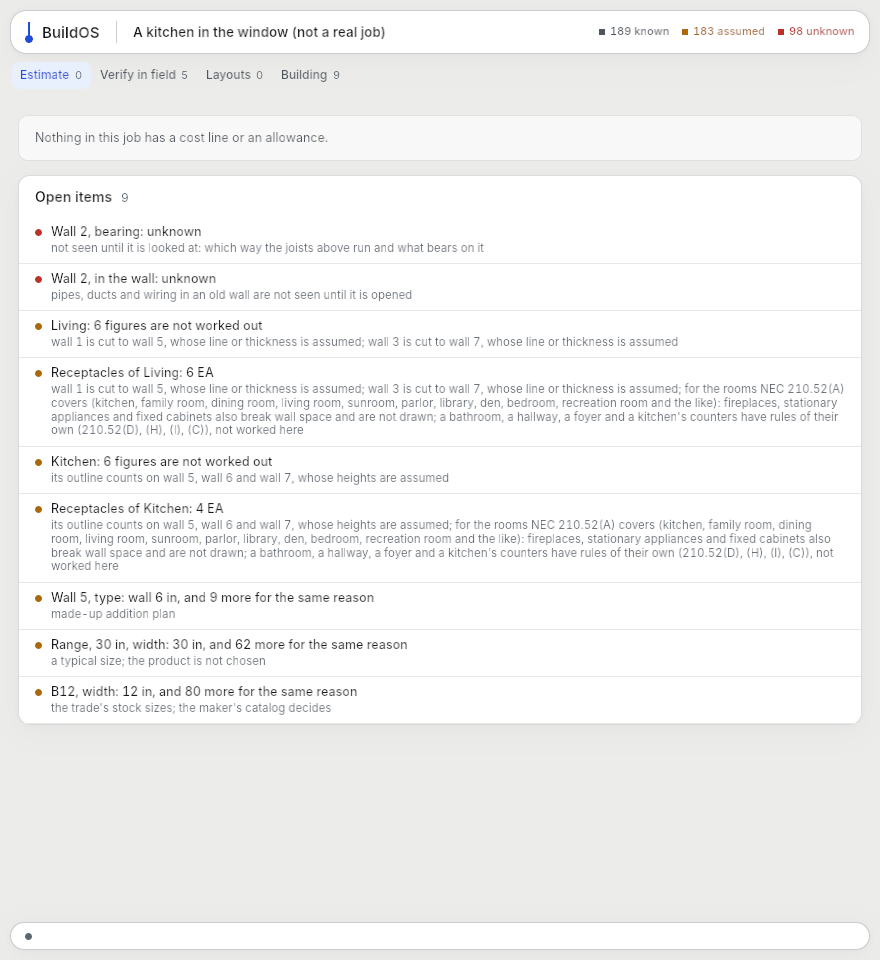 BuildOS
A kitchen in the window (not a real job)
189 known
183 assumed
98 unknown
Estimate 0
Verify in field 5
Layouts 0
Building 9
Nothing in this job has a cost line or an allowance.
Open items 9
Wall 2, bearing: unknown
not seen until it is looked at: which way the joists above run and what bears on it
Wall 2, in the wall: unknown
pipes, ducts and wiring in an old wall are not seen until it is opened
Living: 6 figures are not worked out
wall 1 is cut to wall 5, whose line or thickness is assumed; wall 3 is cut to wall 7, whose line or thickness is assumed
Receptacles of Living: 6 EA
wall 1 is cut to wall 5, whose line or thickness is assumed; wall 3 is cut to wall 7, whose line or thickness is assumed; for the rooms NEC 210.52(A)
covers (kitchen, family room, dining room, living room, sunroom, parlor, library, den, bedroom, recreation room and the like): fireplaces, stationary
appliances and fixed cabinets also break wall space and are not drawn; a bathroom, a hallway, a foyer and a kitchen's counters have rules of their
own (210.52(D), (H), (I), (C)), not worked here
Kitchen: 6 figures are not worked out
its outline counts on wall 5, wall 6 and wall 7, whose heights are assumed
Receptacles of Kitchen: 4 EA
its outline counts on wall 5, wall 6 and wall 7, whose heights are assumed; for the rooms NEC 210.52(A) covers (kitchen, family room, dining
room, living room, sunroom, parlor, library, den, bedroom, recreation room and the like): fireplaces, stationary appliances and fixed cabinets also
break wall space and are not drawn; a bathroom, a hallway, a foyer and a kitchen's counters have rules of their own (210.52(D), (H), (I), (C)), not
worked here
Wall 5, type: wall 6 in, and 9 more for the same reason
made-up addition plan
Range, 30 in, width: 30 in, and 62 more for the same reason
a typical size; the product is not chosen
B12, width: 12 in, and 80 more for the same reason
the trade's stock sizes; the maker's catalog decides